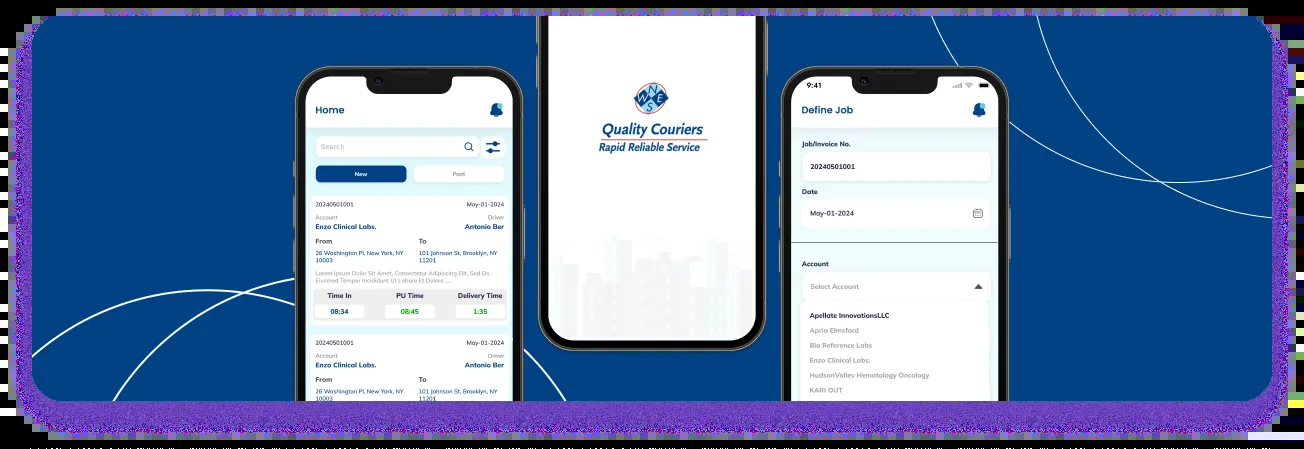 Home
Search
New
Past
20240501001
May-01-2024
Account
Driver
Enzo Clinical Labs.
Antonio Ber
From
To
26 Washington Pl, New York, NY
10003
101 Johnson St, Brooklyn, NY
11201
Lorem Ipsum Dolor Sit Amet, Consectetur Adipiscing Elit, Sed Do
Eiusmod Tempor Incididunt Ut Labore Et Dolore......
Time In
PU Time
Delivery Time
08:34
08:45
1:35
20240501001
May-01-2024
Account
Driver
Enzo Clinical Labs.
Antonio Ber
From
To
26 Washington Pl, New York, NY
10003
101 Johnson St, Brooklyn, NY
11201
N
W
E
S
Quality Couriers
Rapid Reliable Service
9:41
Define Job
Job/Invoice No.
20240501001
Date
May-01-2024
Account
Select Account
Apellate InnovationsLLC
Apria Elmsford
Bio Reference Labs
Enzo Clinical Labs.
HudsonValley Hematology Oncology
KARI OUT